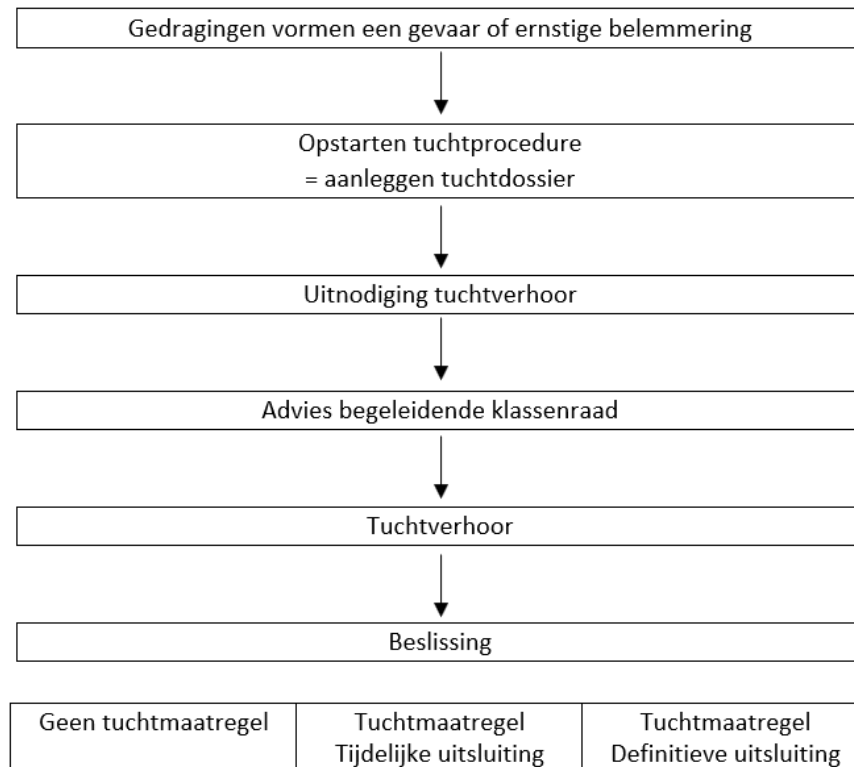 Gedragingen vormen een gevaar of ernstige belemmering
Opstarten tuchtprocedure
= aanleggen tuchtdossier
Uitnodiging tuchtverhoor
Advies begeleidende klassenraad
Tuchtverhoor
Beslissing
Geen tuchtmaatregel
Tuchtmaatregel
Tijdelijke uitsluiting
Tuchtmaatregel
Definitieve uitsluiting